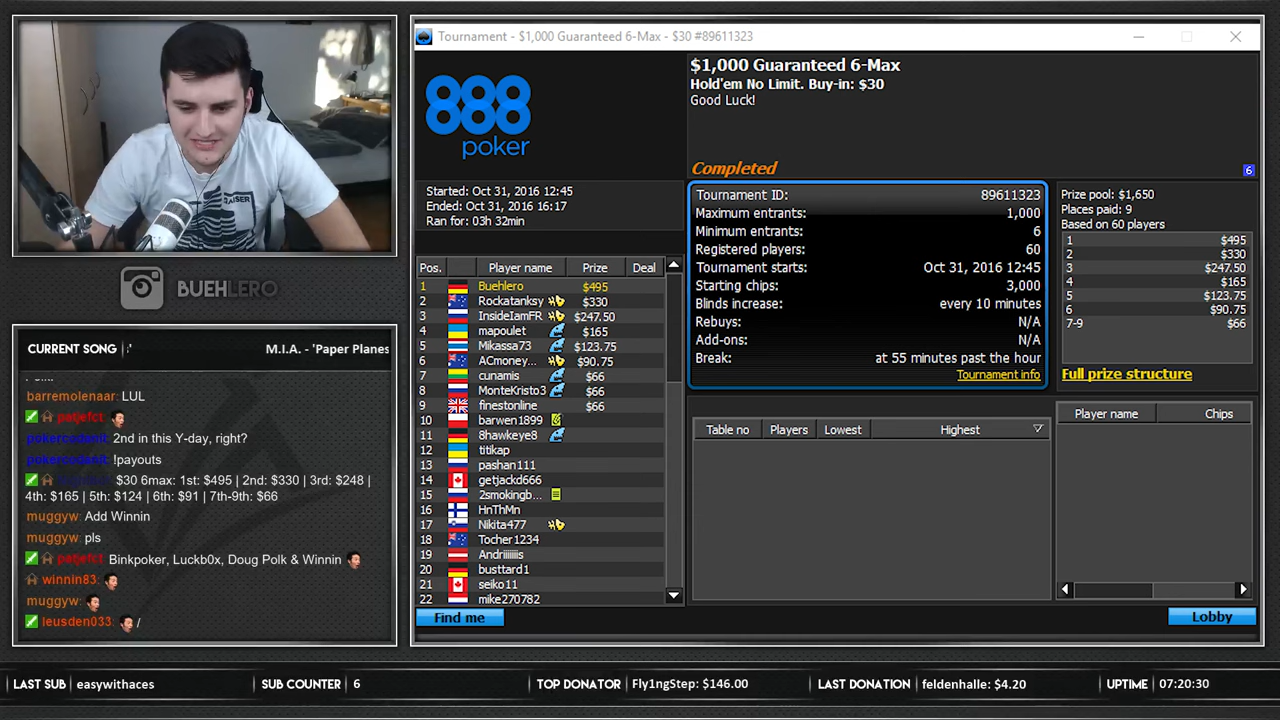 Tournament - $1,000 Guaranteed 6-Max - $30 #89611323
888
888
poker
$1,000 Guaranteed 6-Max
Hold'em No Limit. Buy-in: $30
Good Luck!
Completed
6
Started: Oct 31, 2016 12:45
Ended: Oct 31, 2016 16:17
Ran for: 03h 32min
Tournament ID: 89611323
Maximum entrants: 1,000
Minimum entrants: 6
Registered players: 60
Tournament starts: Oct 31, 2016 12:45
Starting chips: 3,000
Blinds increase: every 10 minutes
Rebuys: N/A
Add-ons: N/A
Break: at 55 minutes past the hour
Tournament info
Prize pool: $1,650
Places paid: 9
Based on 60 players
1 $495
2 $330
3 $247.50
4 $165
5 $123.75
6 $90.75
7-9 $66
Full prize structure
Pos. Player name Prize Deal
1 Buehlero $495
2 Rockatanksy $330
3 InsideIamFR $247.50
4 mapoulet $165
5 Mikassa73 $123.75
6 ACmoney... $90.75
7 cunamis $66
8 MonteKristo3 $66
9 finestonline $66
10 barwen1899
11 8hawkeye8
12 titikap
13 pashan111
14 getjackd666
15 2smokingb...
16 HnThMn
17 Nikita477
18 Tocher1234
19 Andriiiiiis
20 busttard1
21 seiko11
22 mike270782
Table no Players Lowest Highest
Player name Chips
Find me
Lobby
BUEHLERO
CURRENT SONG M.I.A. - 'Paper Planes
barremolenaar: LUL
patjefct
2nd in this Y-day, right?
!payouts
$30 6max: 1st: $495 | 2nd: $330 | 3rd: $248 |
4th: $165 | 5th: $124 | 6th: $91 | 7th-9th: $66
muggyw: Add Winnin
muggyw: pls
patjefct Binkpoker, Luckb0x, Doug Polk & Winnin
winnin83:
muggyw:
leusden033: /
LAST SUB easywithaces
SUB COUNTER 6
TOP DONATOR Fly1ngStep: $146.00
LAST DONATION feldenhalle: $4.20
UPTIME 07:20:30